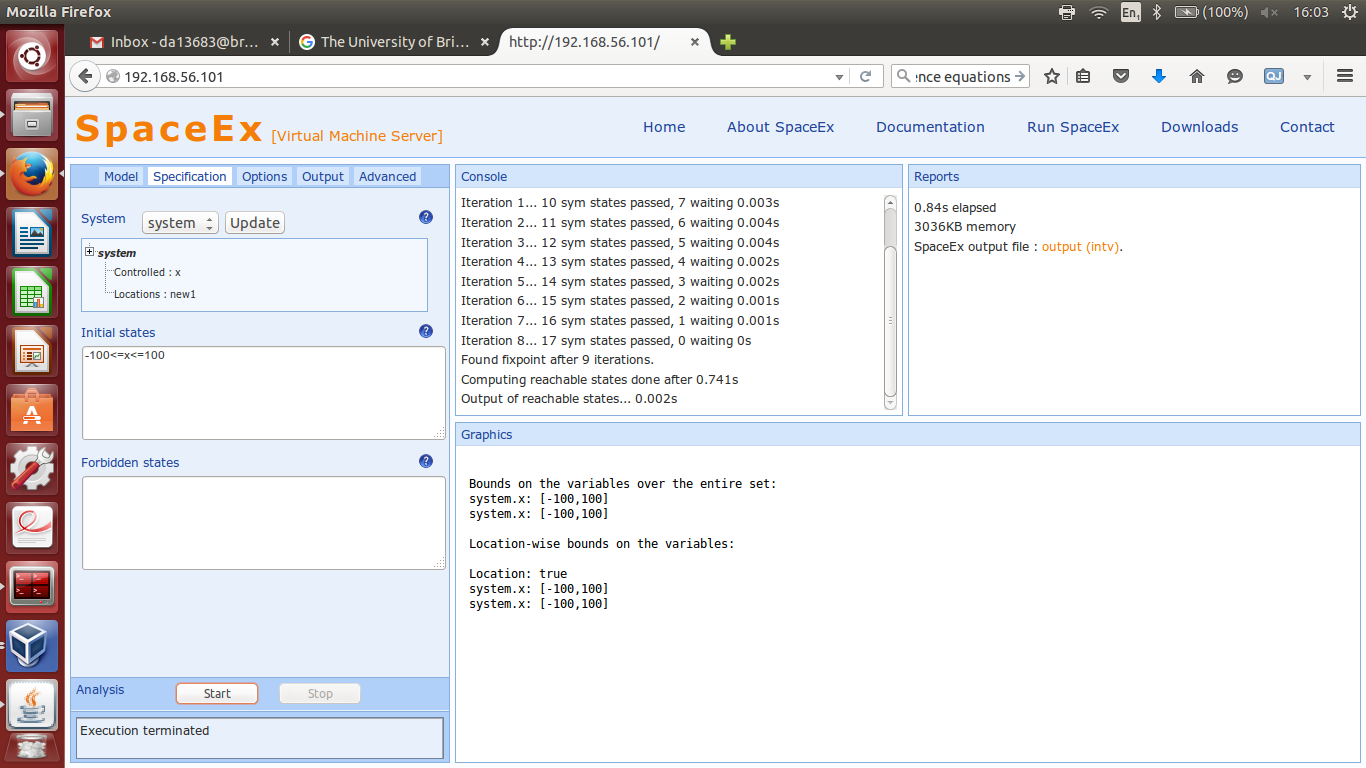 Mozilla Firefox
En1
(100%)
16:03
Inbox - da13683@br...
The University of Bri...
http://192.168.56.101/
192.168.56.101
ence equations
QJ
SpaceEx [Virtual Machine Server]
Home
About SpaceEx
Documentation
Run SpaceEx
Downloads
Contact
Model
Specification
Options
Output
Advanced
System
system
Update
?
system
Controlled : x
Locations : new1
Initial states
?
-100<=x<=100
Forbidden states
?
Analysis
Start
Stop
Execution terminated
Console
Iteration 1... 10 sym states passed, 7 waiting 0.003s
Iteration 2... 11 sym states passed, 6 waiting 0.004s
Iteration 3... 12 sym states passed, 5 waiting 0.004s
Iteration 4... 13 sym states passed, 4 waiting 0.002s
Iteration 5... 14 sym states passed, 3 waiting 0.002s
Iteration 6... 15 sym states passed, 2 waiting 0.001s
Iteration 7... 16 sym states passed, 1 waiting 0.001s
Iteration 8... 17 sym states passed, 0 waiting 0s
Found fixpoint after 9 iterations.
Computing reachable states done after 0.741s
Output of reachable states... 0.002s
Reports
0.84s elapsed
3036KB memory
SpaceEx output file : output (intv).
Graphics
Bounds on the variables over the entire set:
system.x: [-100,100]
system.x: [-100,100]
Location-wise bounds on the variables:
Location: true
system.x: [-100,100]
system.x: [-100,100]